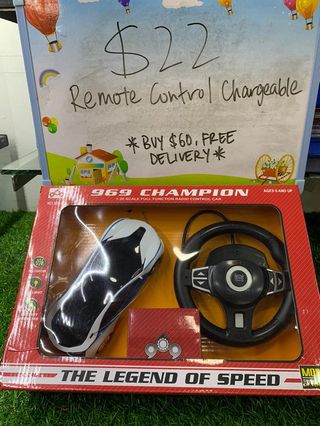 $22
Remote Control Chargeable
*BUY $60, FREE
DELIVERY*
969 CHAMPION
AGES 6 AND UP
1:20 SCALE FULL FUNCTION RADIO CONTROL CAR
THE LEGEND OF SPEED